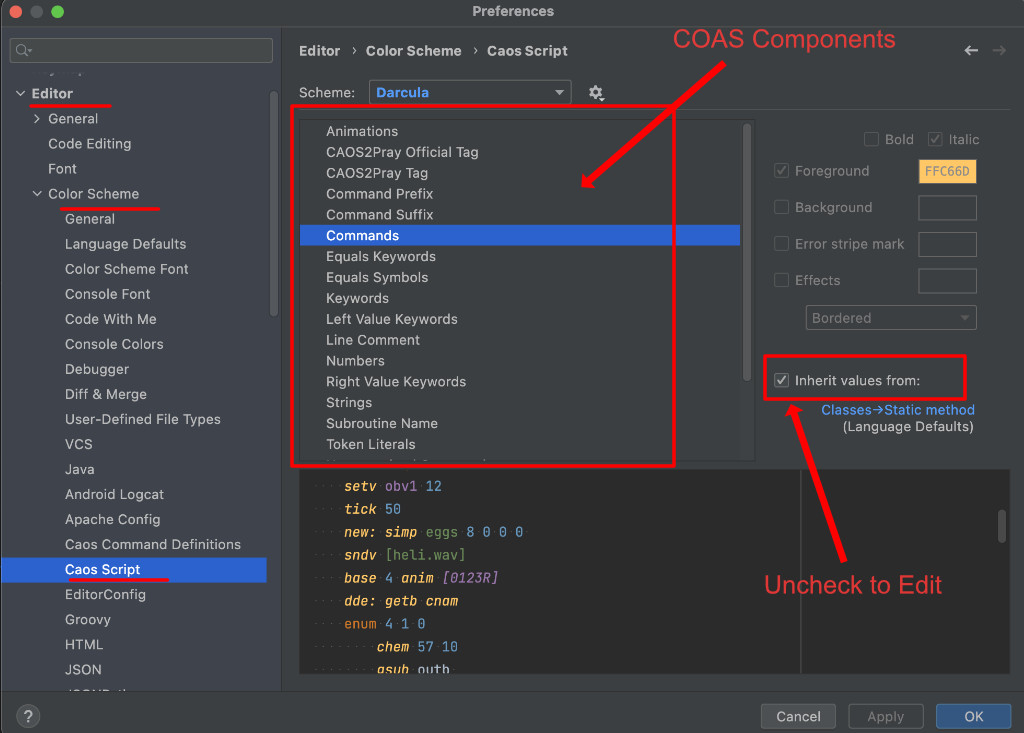 Preferences
COAS Components
Editor › Color Scheme › Caos Script
Scheme: Darcula
Editor
General
Code Editing
Font
Color Scheme
General
Language Defaults
Color Scheme Font
Console Font
Code With Me
Console Colors
Debugger
Diff & Merge
User-Defined File Types
VCS
Java
Android Logcat
Apache Config
Caos Command Definitions
Caos Script
EditorConfig
Groovy
HTML
JSON
Animations
CAOS2Pray Official Tag
CAOS2Pray Tag
Command Prefix
Command Suffix
Commands
Equals Keywords
Equals Symbols
Keywords
Left Value Keywords
Line Comment
Numbers
Right Value Keywords
Strings
Subroutine Name
Token Literals
Bold Italic
Foreground FFC66D
Background
Error stripe mark
Effects
Bordered
Inherit values from:
Classes→Static method
(Language Defaults)
Uncheck to Edit
setv obv1 12
tick 50
new: simp eggs 8 0 0 0
sndv [heli.wav]
base 4 anim [0123R]
dde: getb cnam
enum 4 1 0
chem 57 10
gsub outb
?
Cancel Apply OK